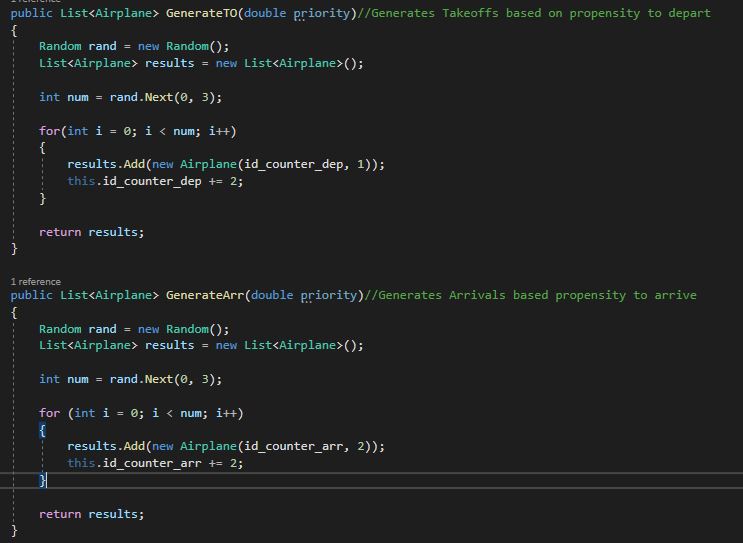 1 reference
public List<Airplane> GenerateTO(double priority)//Generates Takeoffs based on propensity to depart
{
    Random rand = new Random();
    List<Airplane> results = new List<Airplane>();

    int num = rand.Next(0, 3);

    for(int i = 0; i < num; i++)
    {
        results.Add(new Airplane(id_counter_dep, 1));
        this.id_counter_dep += 2;
    }

    return results;
}

1 reference
public List<Airplane> GenerateArr(double priority)//Generates Arrivals based propensity to arrive
{
    Random rand = new Random();
    List<Airplane> results = new List<Airplane>();

    int num = rand.Next(0, 3);

    for (int i = 0; i < num; i++)
    {
        results.Add(new Airplane(id_counter_arr, 2));
        this.id_counter_arr += 2;
    }

    return results;
}